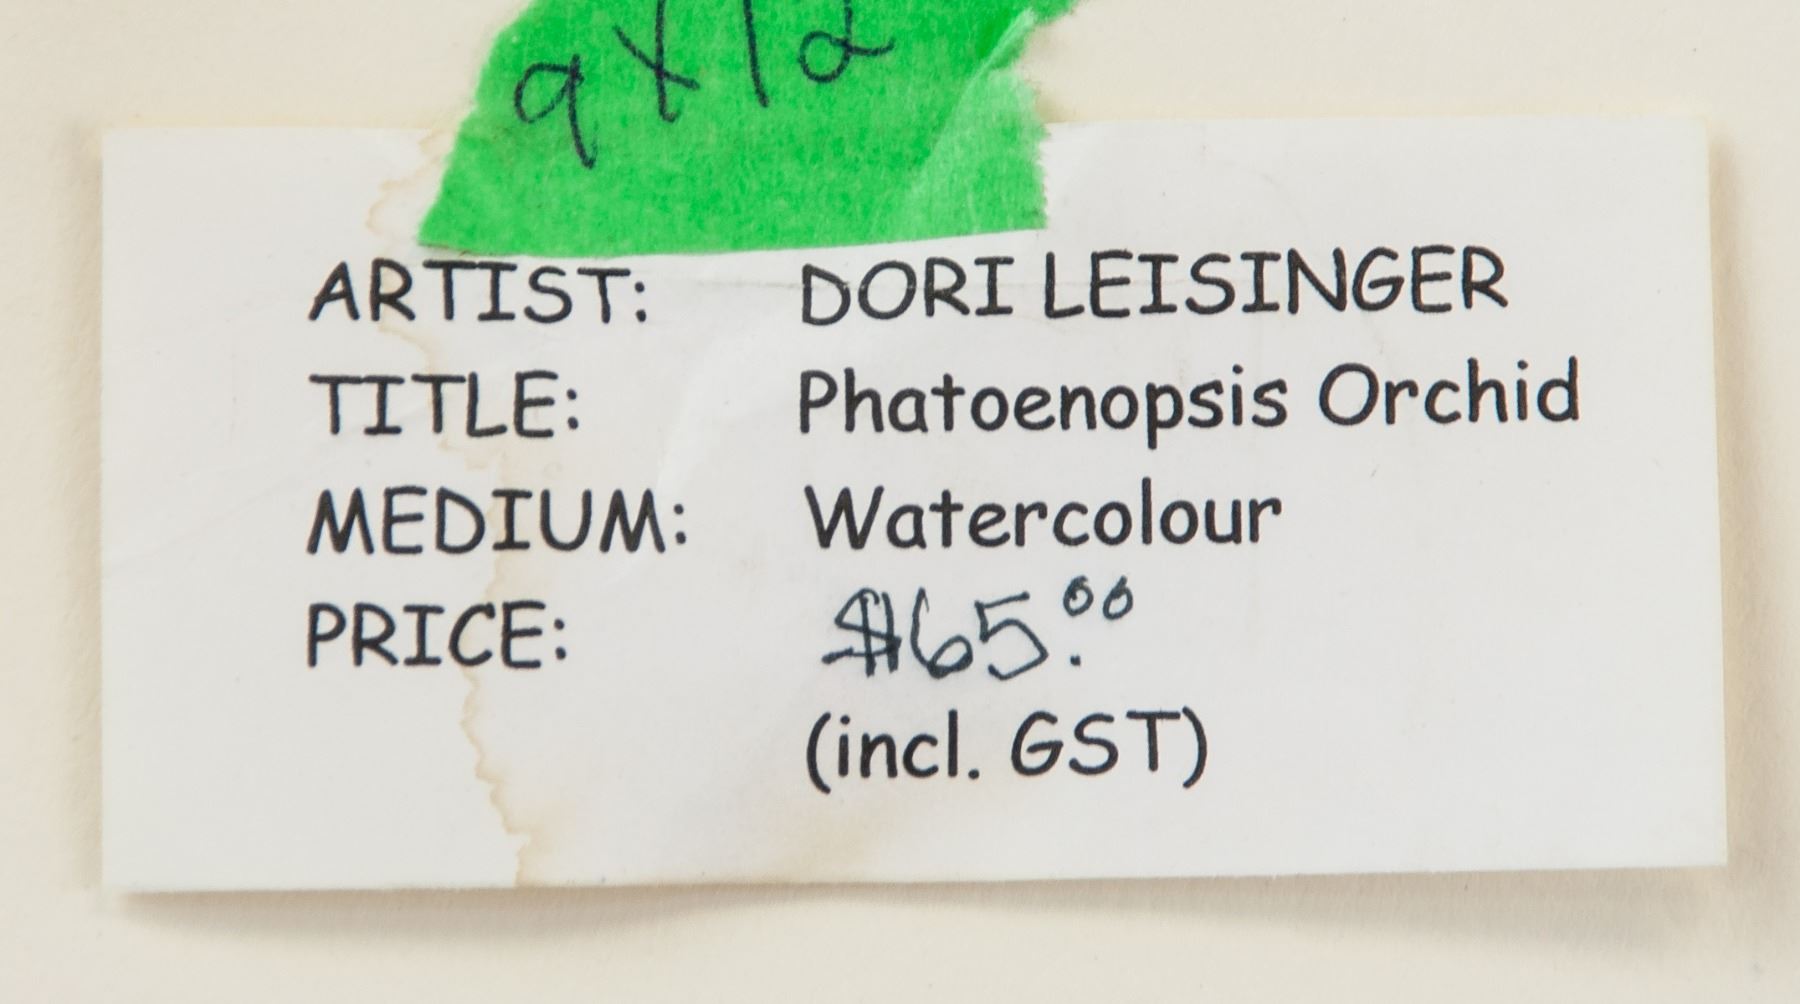 9x12
ARTIST: DORI LEISINGER
TITLE: Phatoenopsis Orchid
MEDIUM: Watercolour
PRICE: $65.00
(incl. GST)